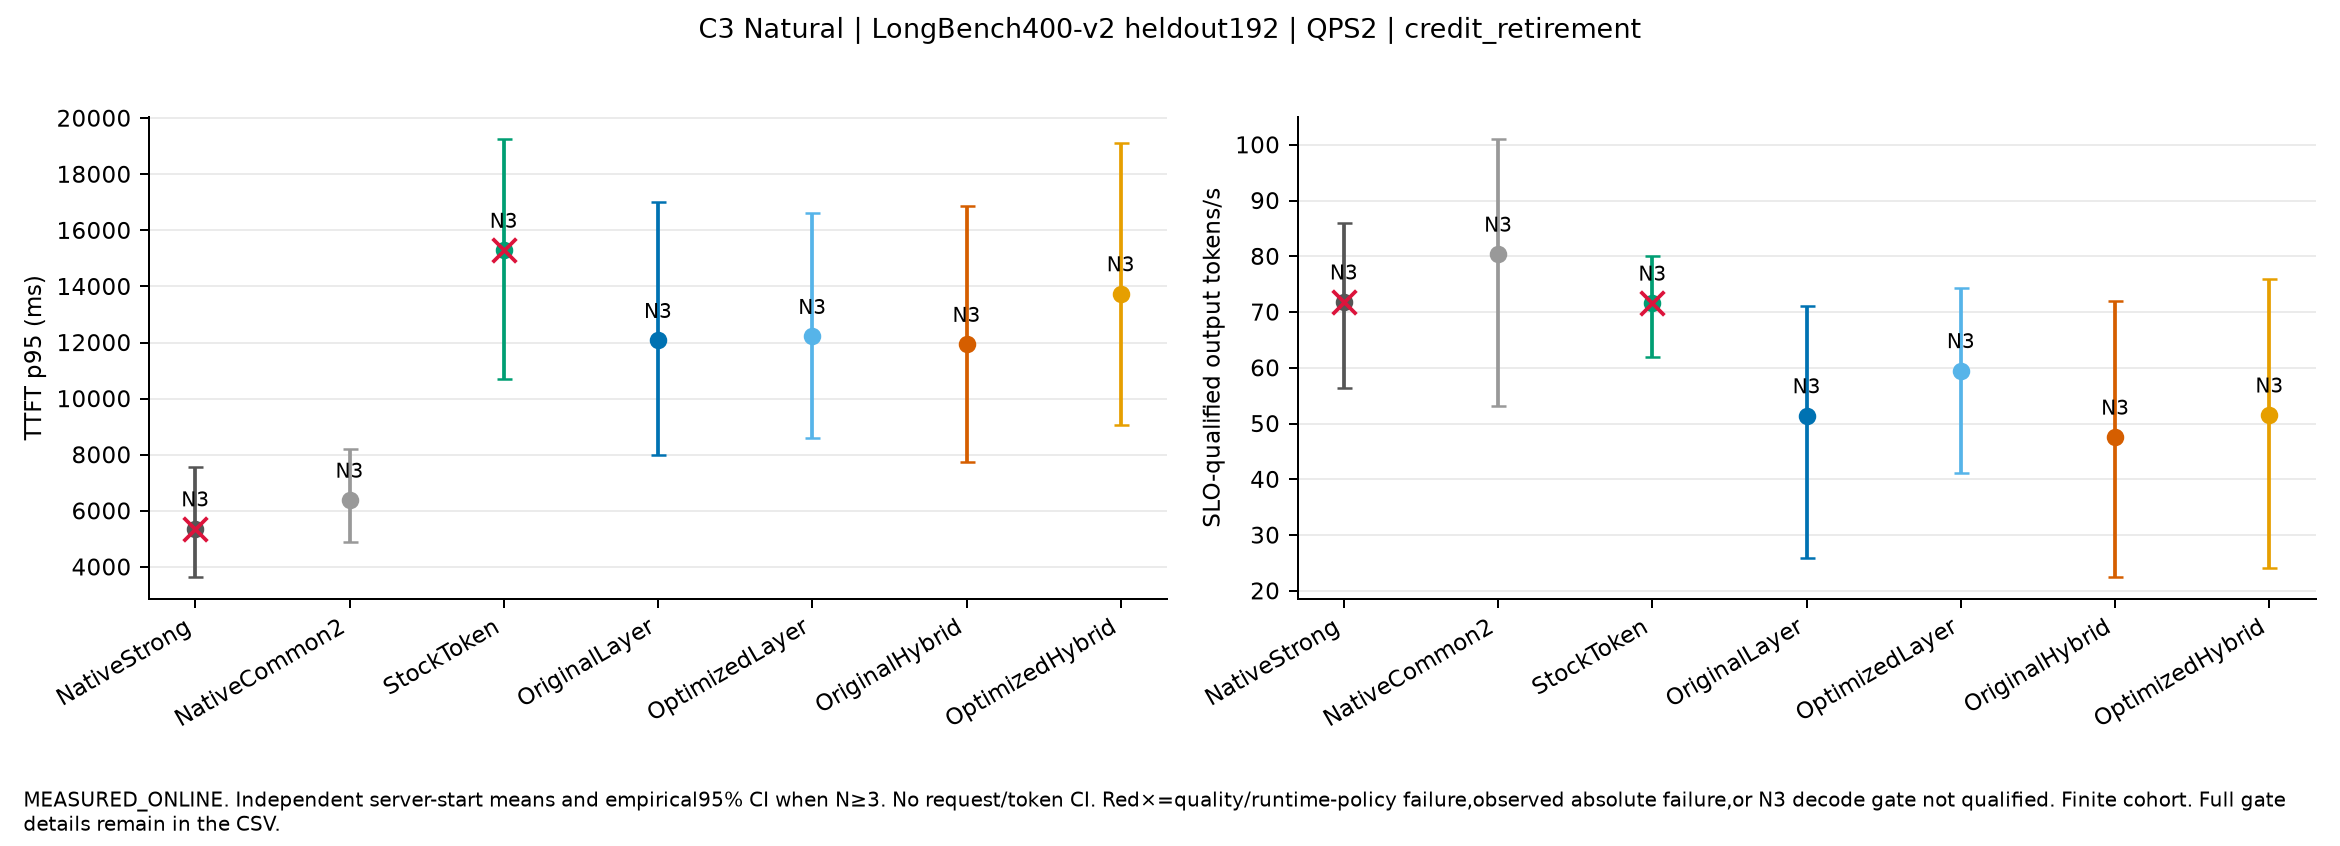 C3 Natural | LongBench400-v2 heldout192 | QPS2 | credit_retirement
TTFT p95 (ms)
20000
18000
16000
14000
12000
10000
8000
6000
4000
N3
N3
N3
N3
N3
N3
N3
NativeStrong
NativeCommon2
StockToken
OriginalLayer
OptimizedLayer
OriginalHybrid
OptimizedHybrid
SLO-qualified output tokens/s
100
90
80
70
60
50
40
30
20
N3
N3
N3
N3
N3
N3
N3
NativeStrong
NativeCommon2
StockToken
OriginalLayer
OptimizedLayer
OriginalHybrid
OptimizedHybrid
MEASURED_ONLINE. Independent server-start means and empirical95% CI when N≥3. No request/token CI. Red×=quality/runtime-policy failure,observed absolute failure,or N3 decode gate not qualified. Finite cohort. Full gate
details remain in the CSV.